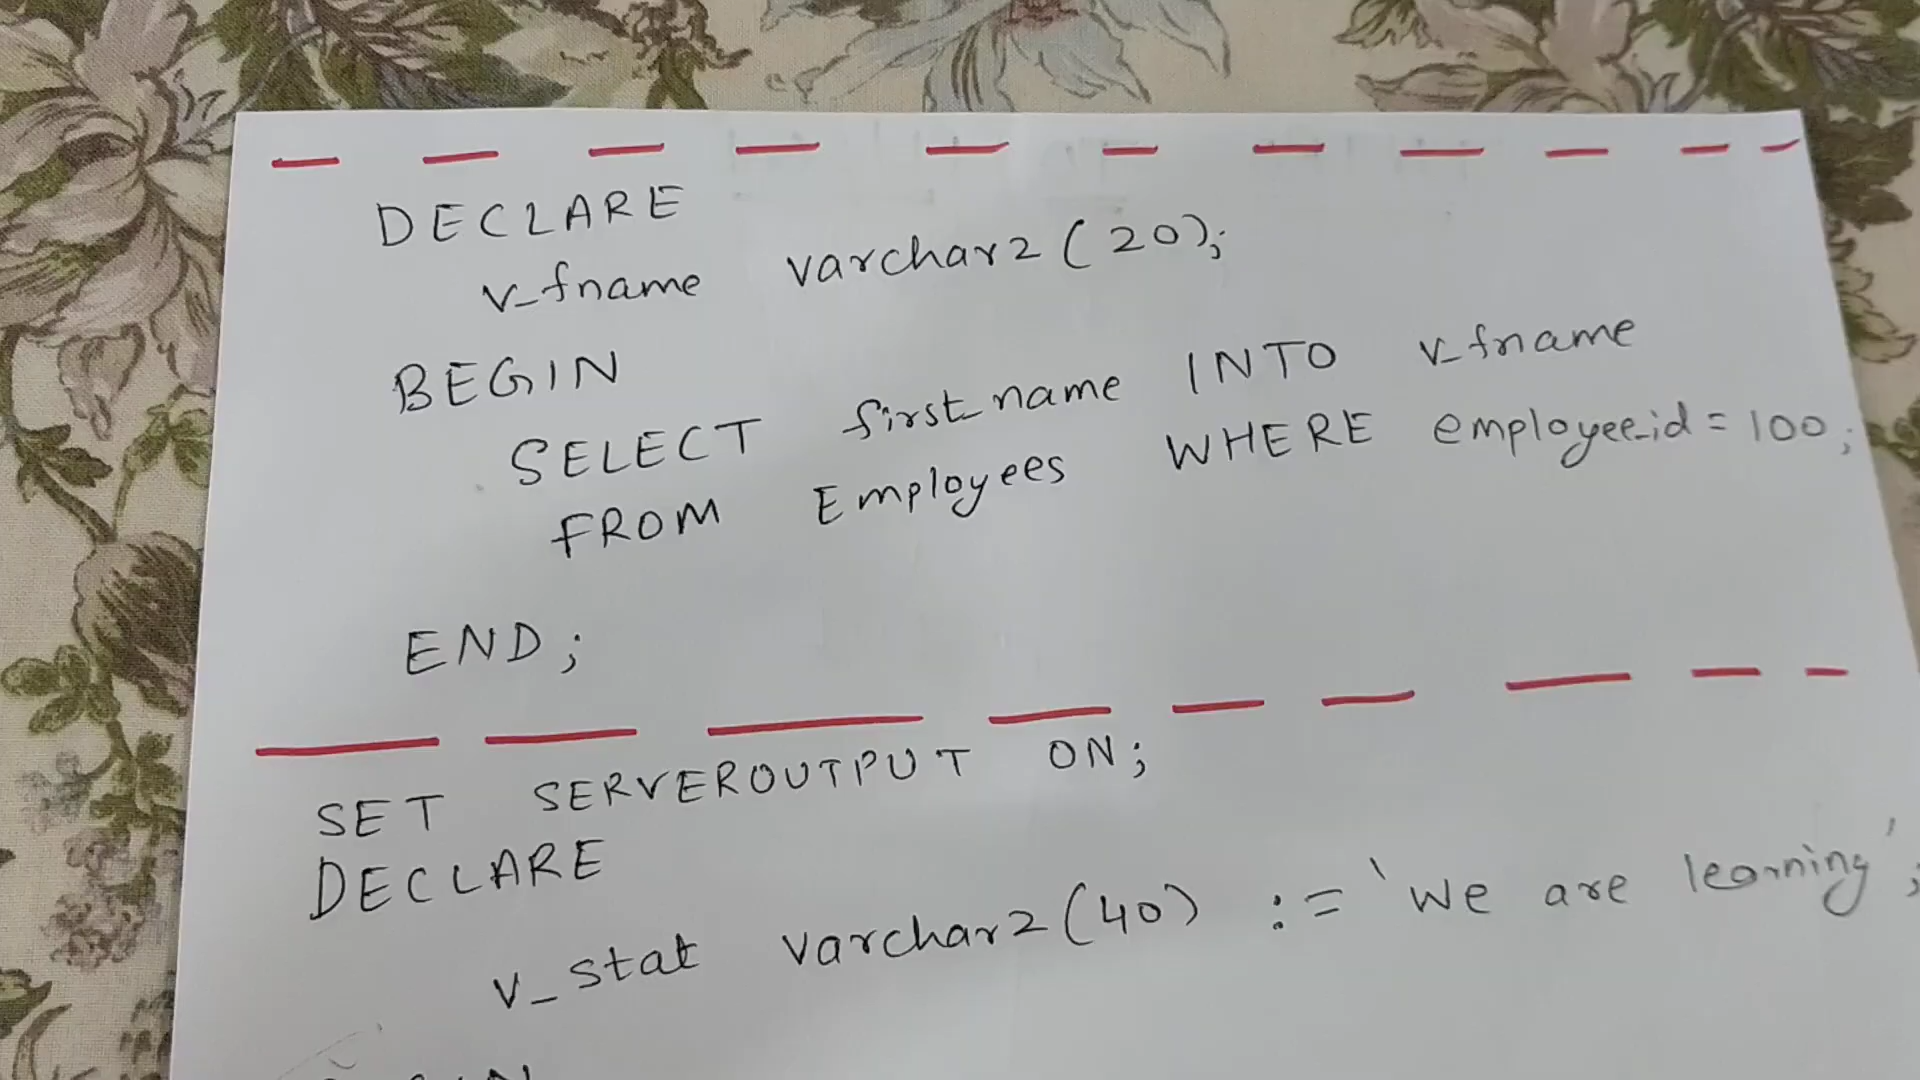 DECLARE
v_fname varchar2(20);
BEGIN
SELECT first_name INTO v_fname
FROM Employees WHERE employee_id = 100;
END;
SET SERVEROUTPUT ON;
DECLARE
v_stat varchar2(40) := 'We are learning';